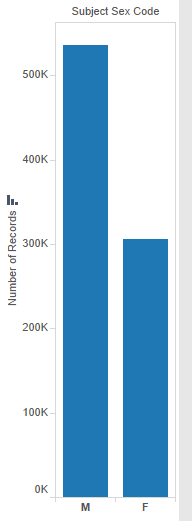 Subject Sex Code
500K
400K
300K
200K
100K
0K
Number of Records
M
F